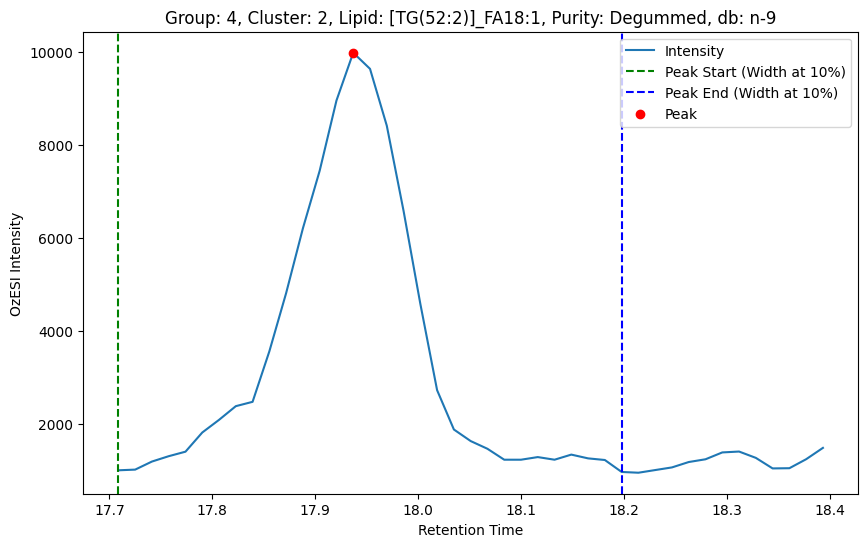 Group: 4, Cluster: 2, Lipid: [TG(52:2)]_FA18:1, Purity: Degummed, db: n-9
Intensity
Peak Start (Width at 10%)
Peak End (Width at 10%)
Peak
OzESI Intensity
10000
8000
6000
4000
2000
17.7
17.8
17.9
18.0
18.1
18.2
18.3
18.4
Retention Time